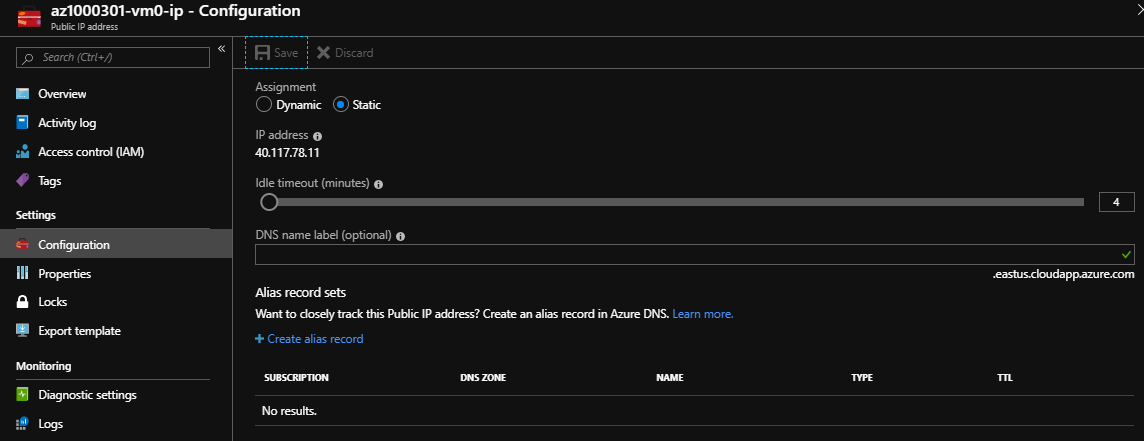 az1000301-vm0-ip - Configuration
Public IP address
Search (Ctrl+/)
«
Overview
Activity log
Access control (IAM)
Tags
Settings
Configuration
Properties
Locks
Export template
Monitoring
Diagnostic settings
Logs
Save
Discard
Assignment
Dynamic
Static
IP address
40.117.78.11
Idle timeout (minutes)
4
DNS name label (optional)
.eastus.cloudapp.azure.com
Alias record sets
Want to closely track this Public IP address? Create an alias record in Azure DNS. Learn more.
+ Create alias record
SUBSCRIPTION DNS ZONE NAME TYPE TTL
No results.